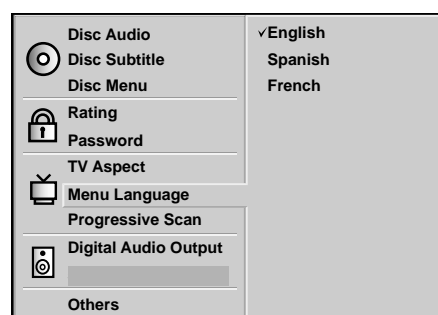 Disc Audio
Disc Subtitle
Disc Menu
Rating
Password
TV Aspect
Menu Language
Progressive Scan
Digital Audio Output
Others
✓English
Spanish
French